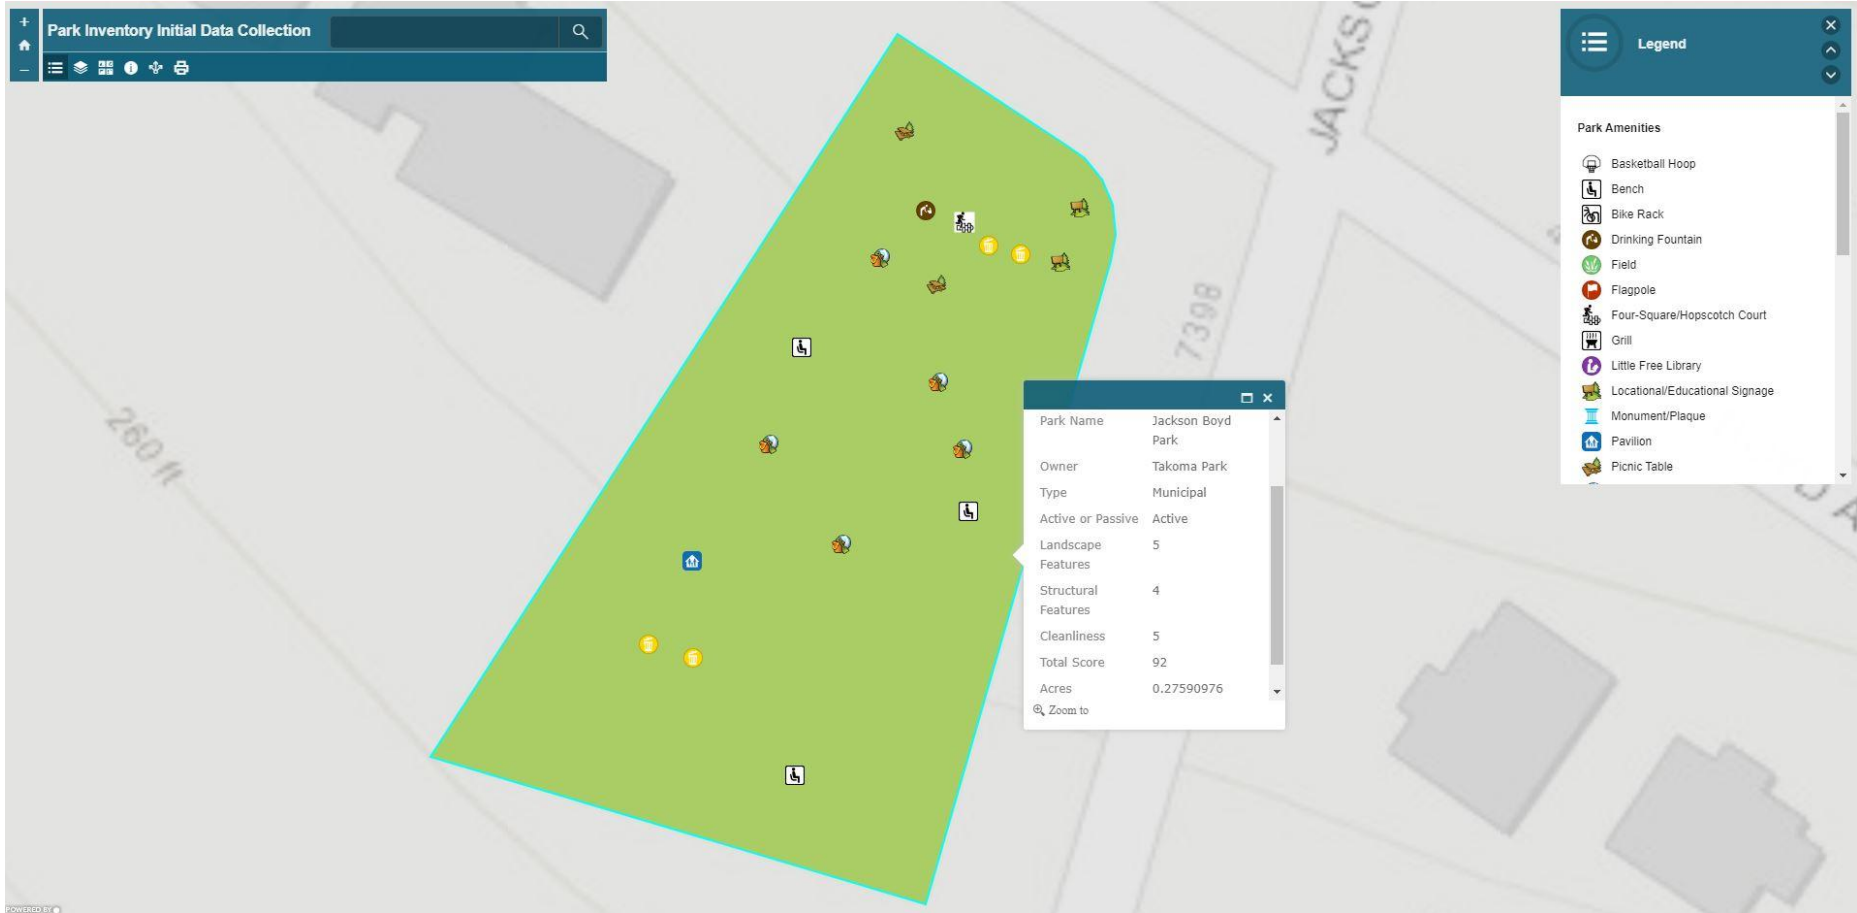 Park Inventory Initial Data Collection
Legend
Park Amenities
Basketball Hoop
Bench
Bike Rack
Drinking Fountain
Field
Flagpole
Four-Square/Hopscotch Court
Grill
Little Free Library
Locational/Educational Signage
Monument/Plaque
Pavilion
Picnic Table
260 ft
7398
Park Name Jackson Boyd
Park
Owner Takoma Park
Type Municipal
Active or Passive Active
Landscape 5
Features
Structural 4
Features
Cleanliness 5
Total Score 92
Acres 0.27590976
Zoom to
POWERED BY